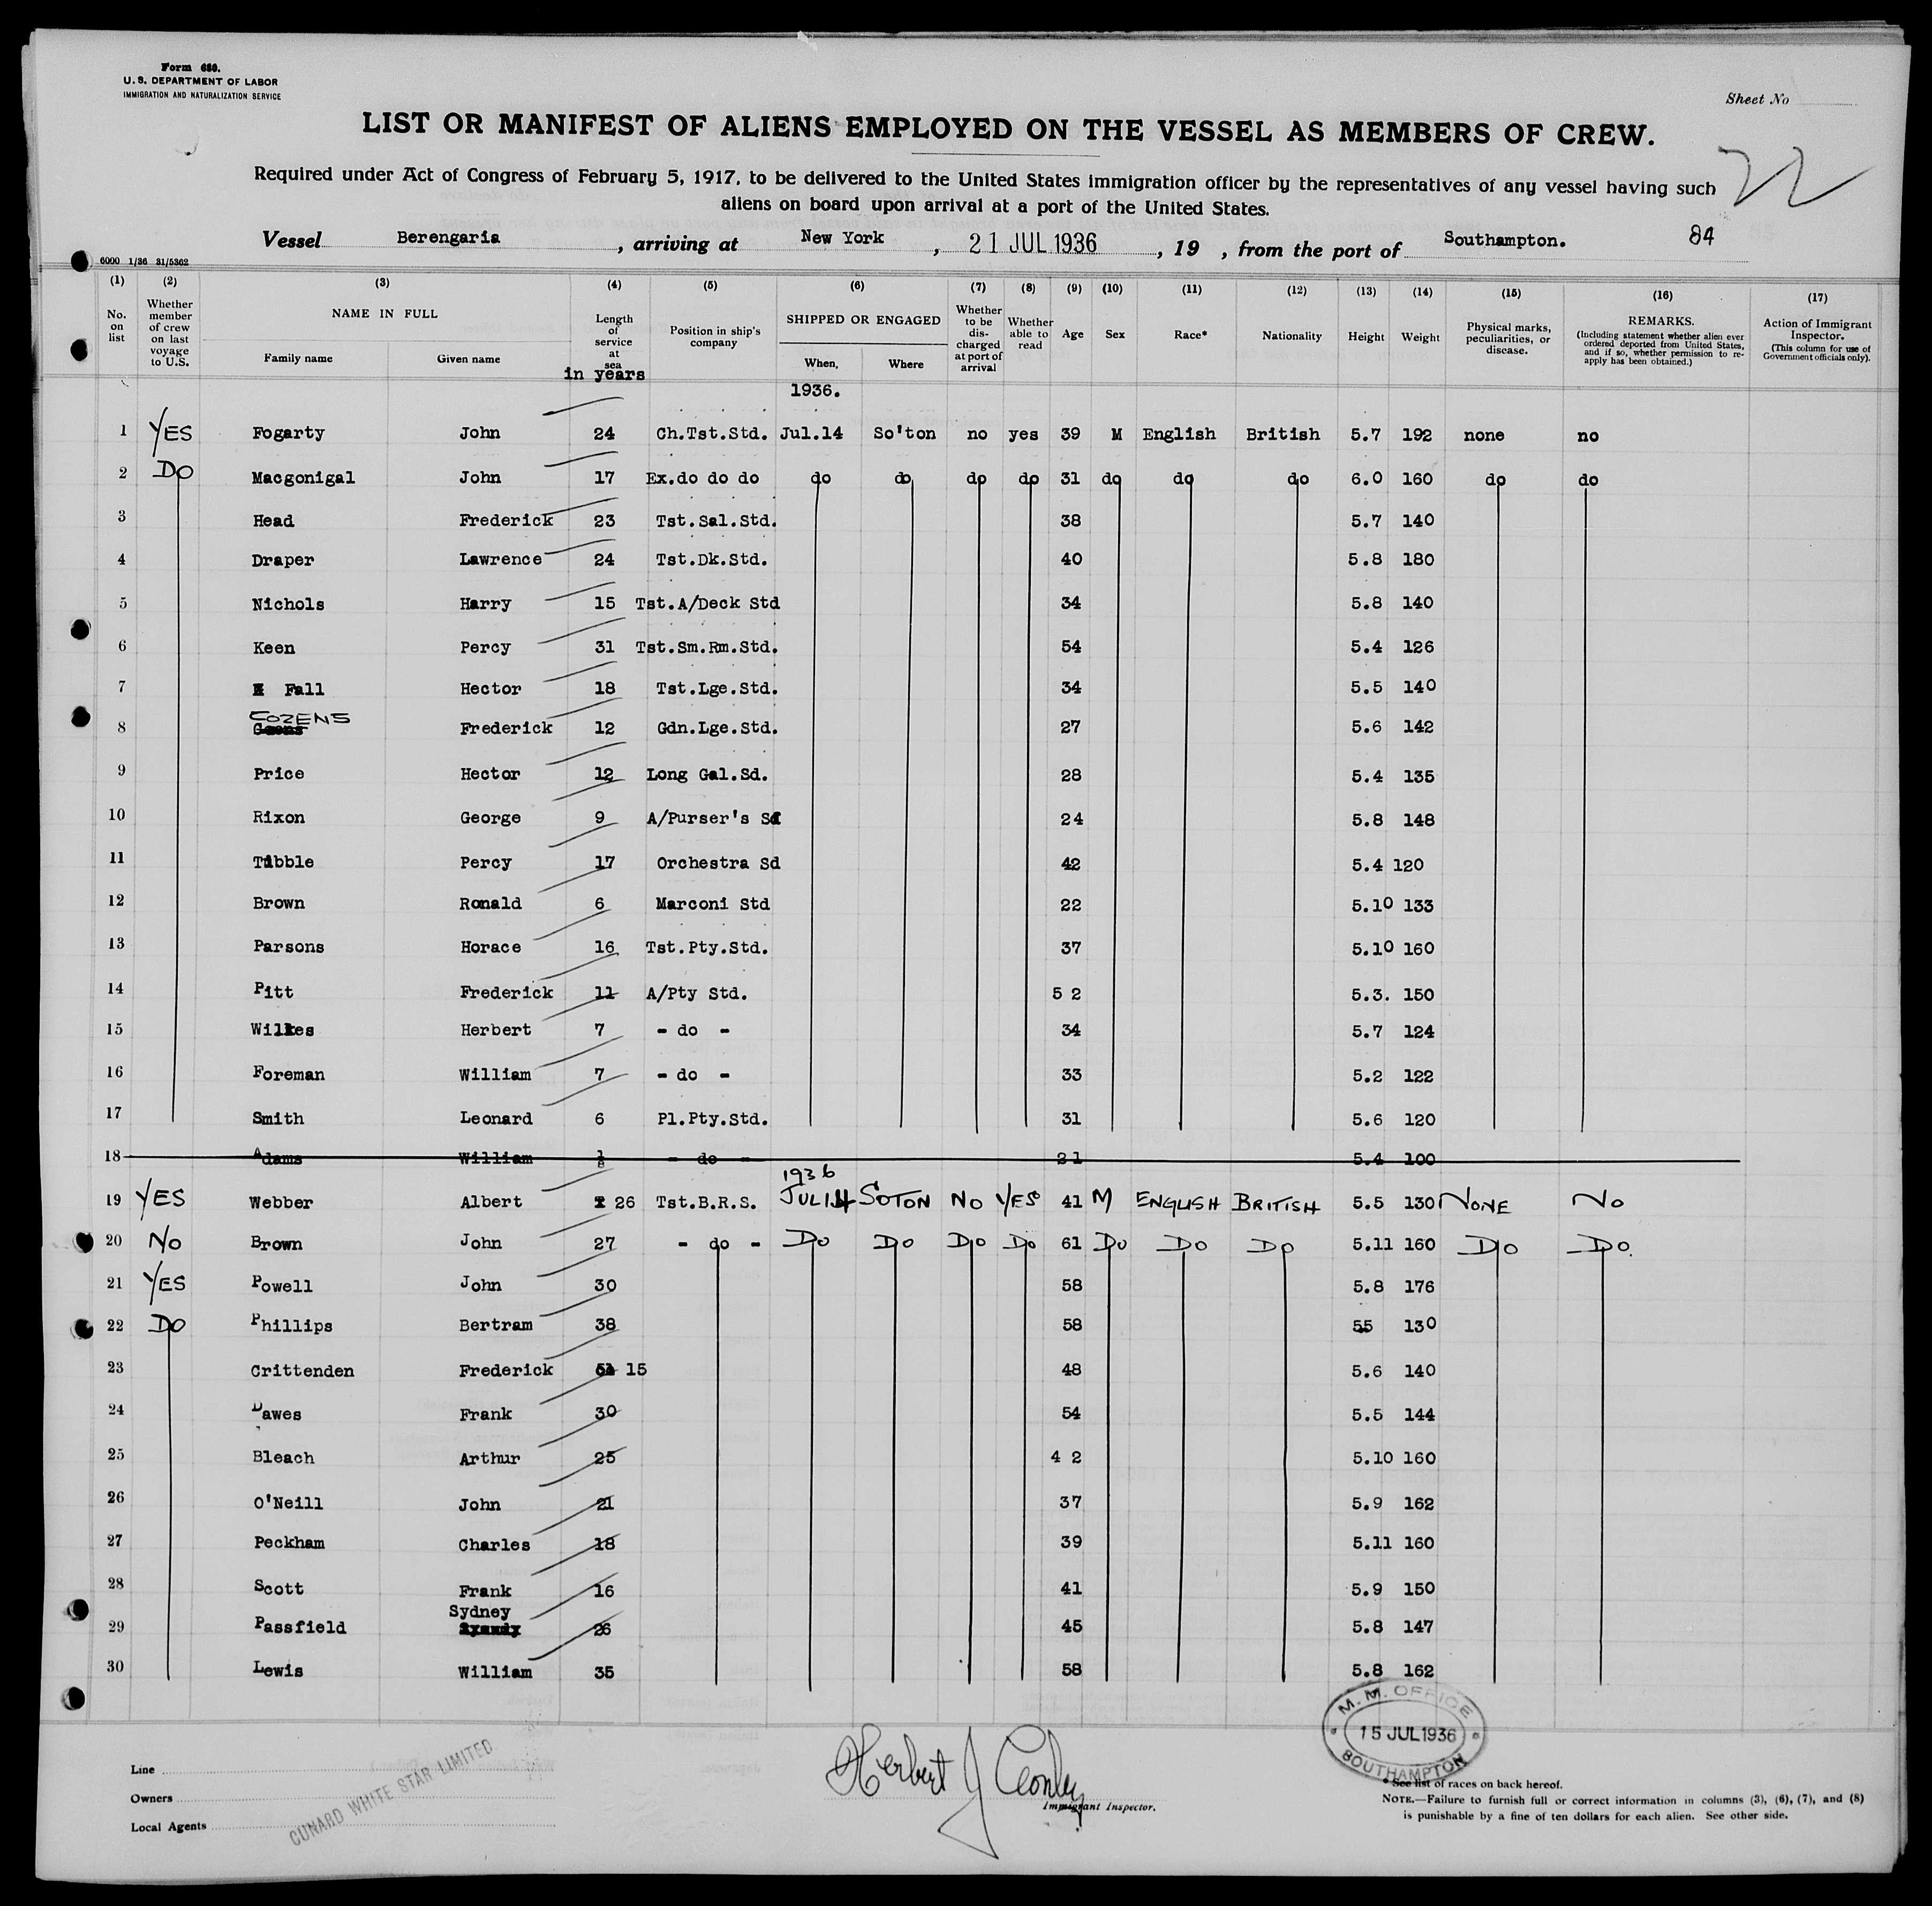 Form 680.
U. S. DEPARTMENT OF LABOR
IMMIGRATION AND NATURALIZATION SERVICE
Sheet No
LIST OR MANIFEST OF ALIENS EMPLOYED ON THE VESSEL AS MEMBERS OF CREW.
22
Required under Act of Congress of February 5, 1917, to be delivered to the United States immigration officer by the representatives of any vessel having such
aliens on board upon arrival at a port of the United States.
Vessel Berengaria, arriving at New York, 21 JUL 1936, 19 , from the port of Southampton. 84
6000 1/36 31/5362
(1) (2) (3) (4) (5) (6) (7) (8) (9) (10) (11) (12) (13) (14) (15) (16) (17)
No. on list
Whether member of crew on last voyage to U.S.
NAME IN FULL
Family name
Given name
Length of service at sea
in years
Position in ship's company
SHIPPED OR ENGAGED
When,
Where
Whether to be discharged at port of arrival
Whether able to read
Age
Sex
Race*
Nationality
Height
Weight
Physical marks, peculiarities, or disease.
REMARKS.
(Including statement whether alien ever ordered deported from United States, and if so, whether permission to re-apply has been obtained.)
Action of Immigrant Inspector.
(This column for use of Government officials only).
1936.
1 YES Fogarty John 24 Ch.Tst.Std. Jul.14 So'ton no yes 39 M English British 5.7 192 none no
2 DO Macgonigal John 17 Ex.do do do do do do do 31 do do do 6.0 160 do do
3 Head Frederick 23 Tst.Sal.Std. 38 5.7 140
4 Draper Lawrence 24 Tst.Dk.Std. 40 5.8 180
5 Nichols Harry 15 Tst.A/Deck Std 34 5.8 140
6 Keen Percy 31 Tst.Sm.Rm.Std. 54 5.4 126
7 Fall Hector 18 Tst.Lge.Std. 34 5.5 140
8 COZENS Frederick 12 Gdn.Lge.Std. 27 5.6 142
9 Price Hector 12 Long Gal.Sd. 28 5.4 135
10 Rixon George 9 A/Purser's Sd 24 5.8 148
11 Tibble Percy 17 Orchestra Sd 42 5.4 120
12 Brown Ronald 6 Marconi Std 22 5.10 133
13 Parsons Horace 16 Tst.Pty.Std. 37 5.10 160
14 Pitt Frederick 11 A/Pty Std. 5 2 5.3. 150
15 Wilkes Herbert 7 - do - 34 5.7 124
16 Foreman William 7 - do - 33 5.2 122
17 Smith Leonard 6 Pl.Pty.Std. 31 5.6 120
18 Adams William - do - 21 5.4 100
1936
19 YES Webber Albert 26 Tst.B.R.S. JUL14 SOTON NO YES 41 M ENGLISH BRITISH 5.5 130 NONE No
20 No Brown John 27 - do - Do Do Do Do 61 Do Do Do 5.11 160 Do Do.
21 YES Powell John 30 58 5.8 176
22 DO Phillips Bertram 38 58 55 130
23 Crittenden Frederick 15 48 5.6 140
24 Dawes Frank 30 54 5.5 144
25 Bleach Arthur 25 4 2 5.10 160
26 O'Neill John 21 37 5.9 162
27 Peckham Charles 18 39 5.11 160
28 Scott Frank 16 41 5.9 150
29 Passfield Sydney 26 45 5.8 147
30 Lewis William 35 58 5.8 162
M. M. OFFICE
15 JUL 1936
SOUTHAMPTON
Line
Owners
Local Agents
CUNARD WHITE STAR LIMITED
Herbert J Conley
Immigrant Inspector.
* See list of races on back hereof.
NOTE.—Failure to furnish full or correct information in columns (3), (6), (7), and (8)
is punishable by a fine of ten dollars for each alien. See other side.